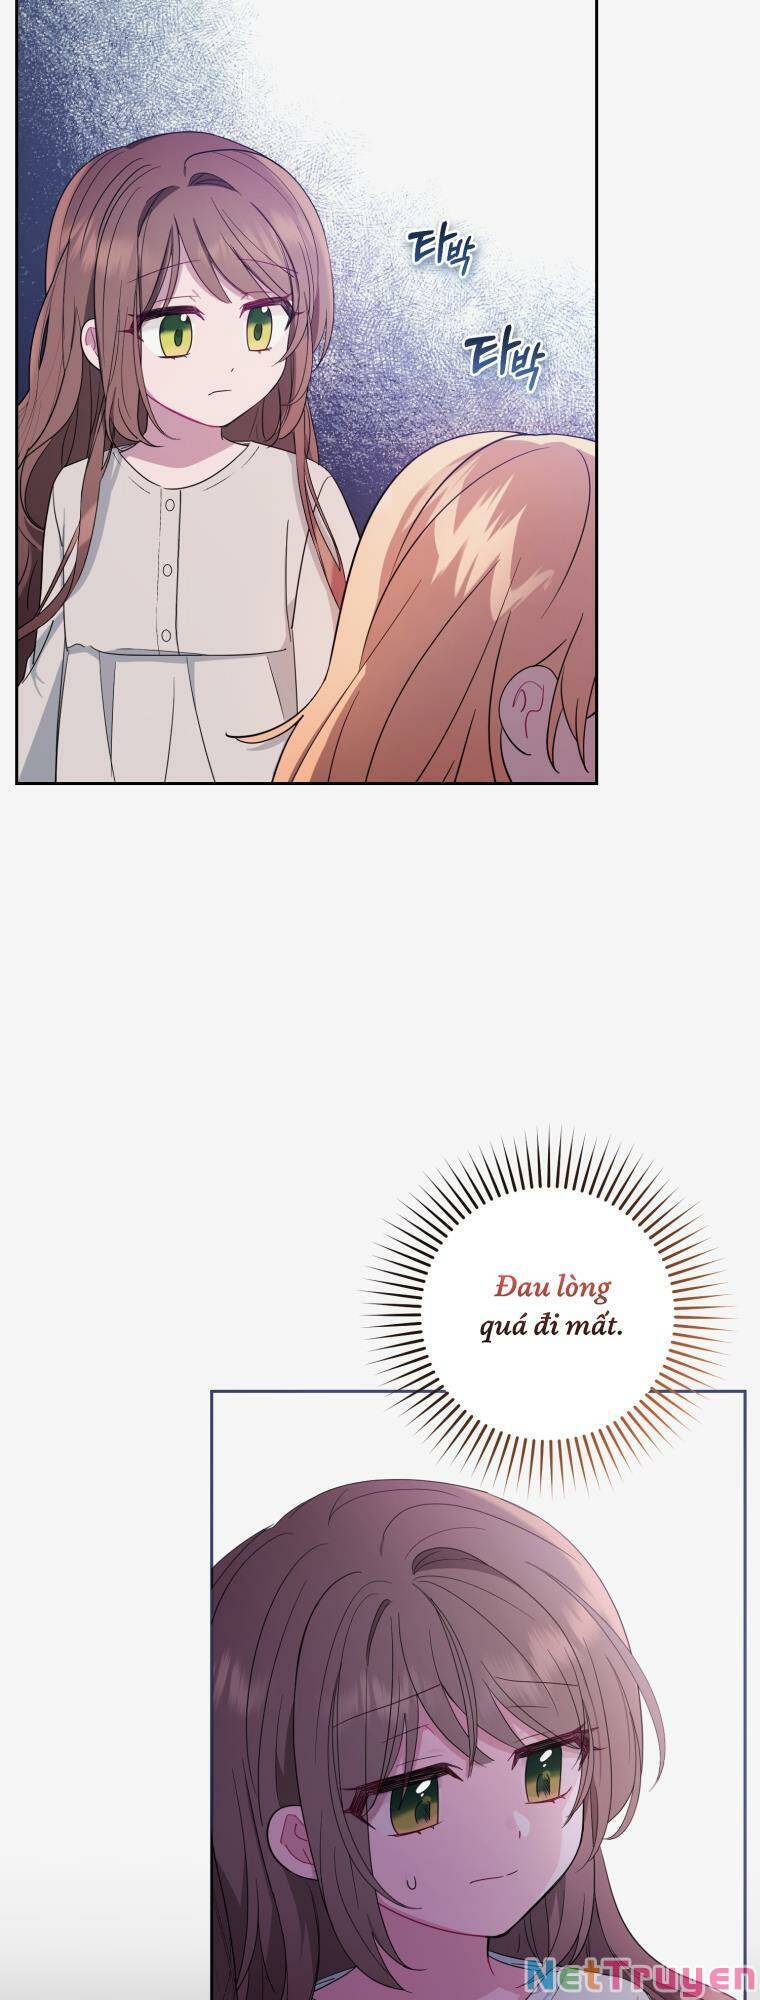 타박
타박
Đau lòng
quá đi mất.
NetTruyen